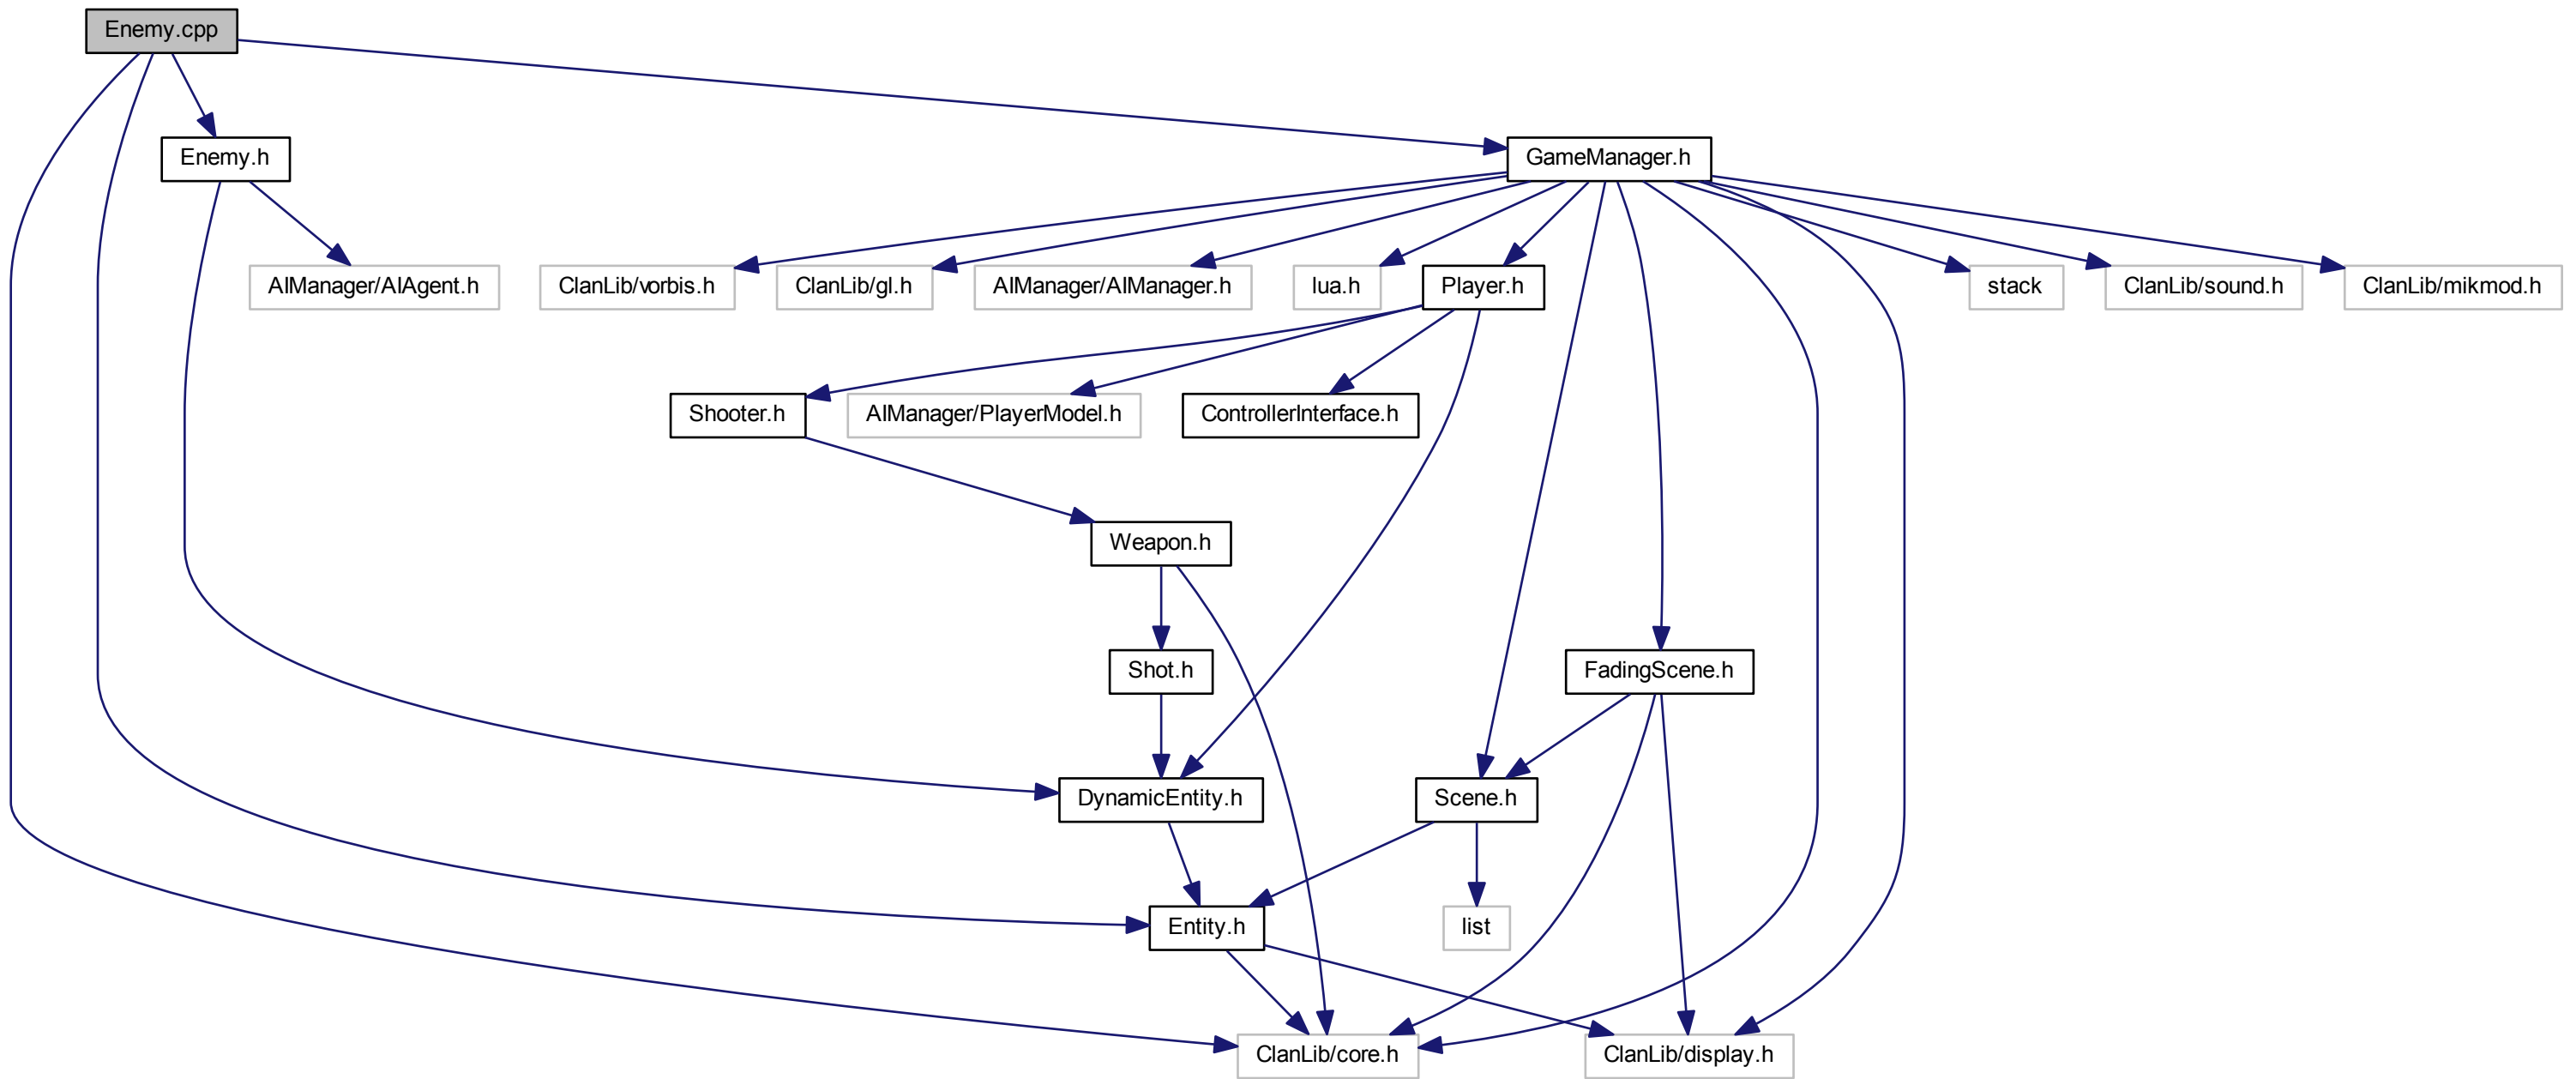 Enemy.cpp
Enemy.h
GameManager.h
AIManager/AIAgent.h
ClanLib/vorbis.h
ClanLib/gl.h
AIManager/AIManager.h
lua.h
Player.h
stack
ClanLib/sound.h
ClanLib/mikmod.h
Shooter.h
AIManager/PlayerModel.h
ControllerInterface.h
Weapon.h
Shot.h
FadingScene.h
DynamicEntity.h
Scene.h
Entity.h
list
ClanLib/core.h
ClanLib/display.h